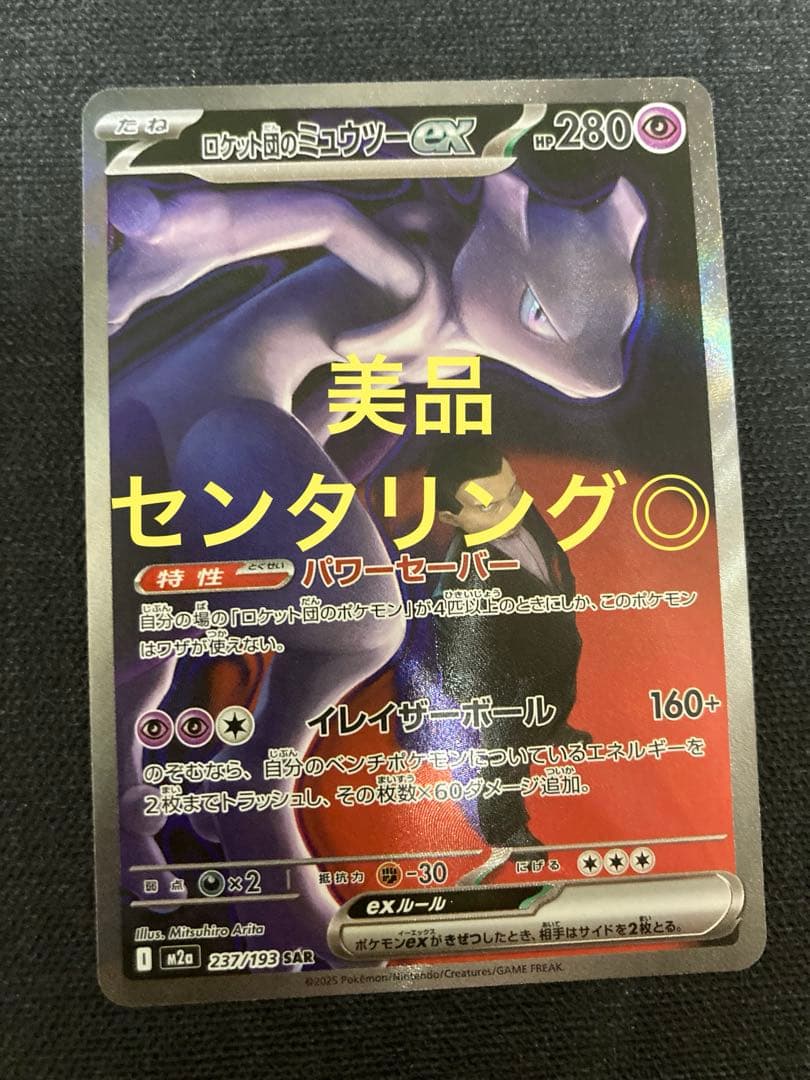 たね ロケット団のミュウツーex HP280
美品
センタリング◎
特性 とくせい パワーセーバー
自分の場の「ロケット団のポケモン」が4匹以上のときにしか、このポケモン
はワザが使えない。
イレイザーボール 160+
のぞむなら、自分のベンチポケモンについているエネルギーを
2枚までトラッシュし、その枚数×60ダメージ追加。
弱点 ×2 抵抗力 -30 にげる
exルール
ポケモンexがきぜつしたとき、相手はサイドを2枚とる。
Illus. Mitsuhiro Arita
I M2a 237/193 SAR
©2025 Pokémon/Nintendo/Creatures/GAME FREAK.